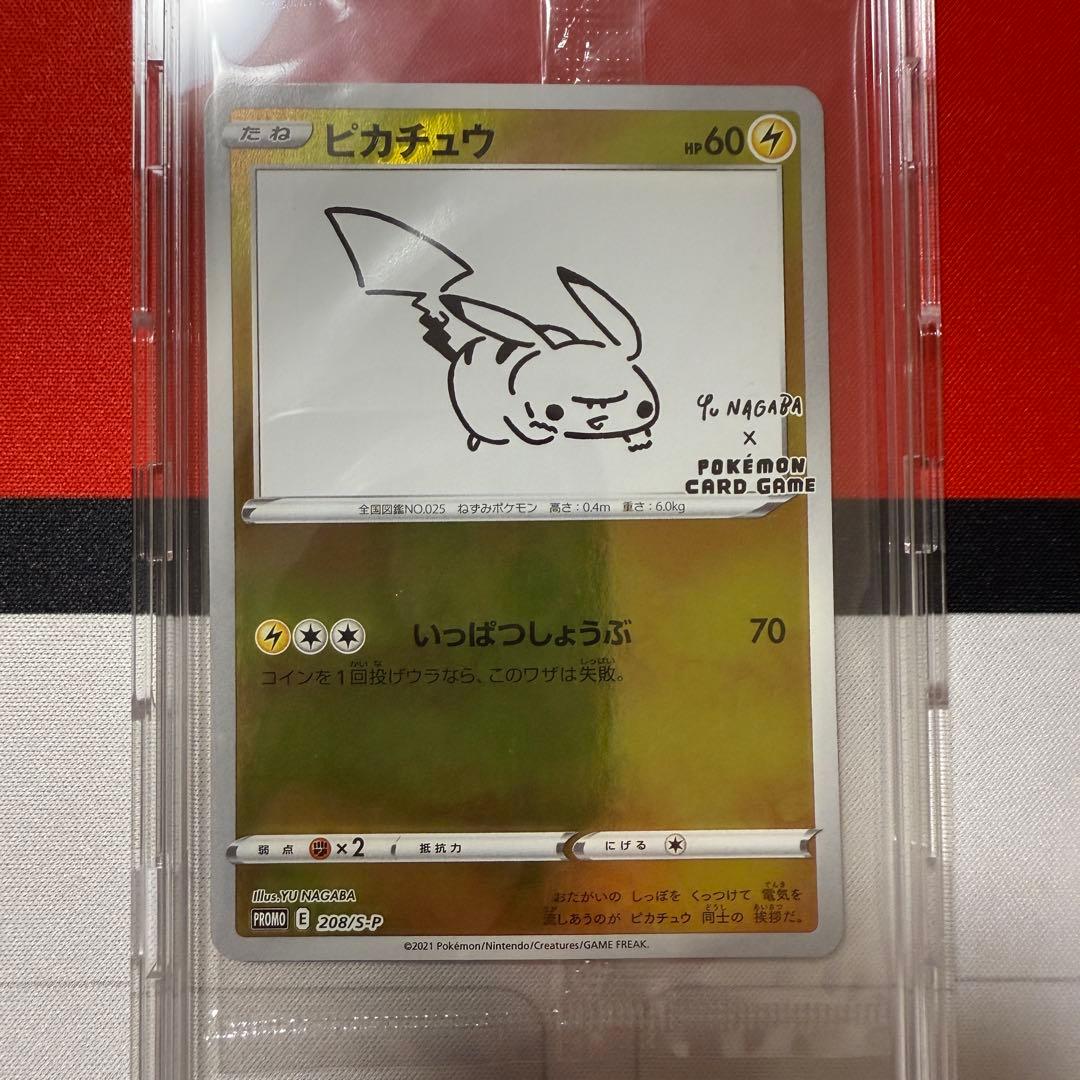 たね ピカチュウ HP60
Yu NAGABA
×
POKÉMON
CARD GAME
全国図鑑NO.025 ねずみポケモン 高さ:0.4m 重さ:6.0kg
いっぱつしょうぶ 70
コインを1回投げウラなら、このワザは失敗。
弱点 ×2 抵抗力 にげる
Illus.YU NAGABA
おたがいの しっぽを くっつけて 電気を
流しあうのが ピカチュウ 同士の 挨拶だ。
PROMO E 208/S-P
©2021 Pokémon/Nintendo/Creatures/GAME FREAK.